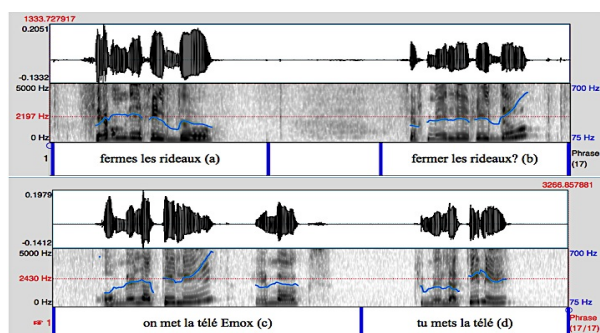 1333.727917
0.2051
-0.1332
5000 Hz
700 Hz
2197 Hz
0 Hz
75 Hz
1
fermes les rideaux (a)
fermer les rideaux? (b)
Phrase
(17)
3266.857881
0.1979
-0.1412
5000 Hz
700 Hz
2430 Hz
0 Hz
75 Hz
1
on met la télé Emox (c)
tu mets la télé (d)
Phrase
(17/17)